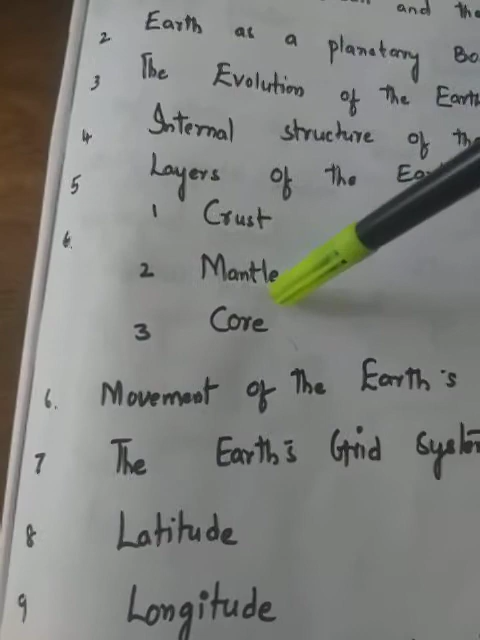 and the
2 Earth as a planetary Bo
3 The Evolution of the Earth
4 Internal structure of the
5 Layers of the Ea
1 Crust
6.
2 Mantle
3 Core
6. Movement of the Earth's
7 The Earth's Grid System
8 Latitude
9 Longitude